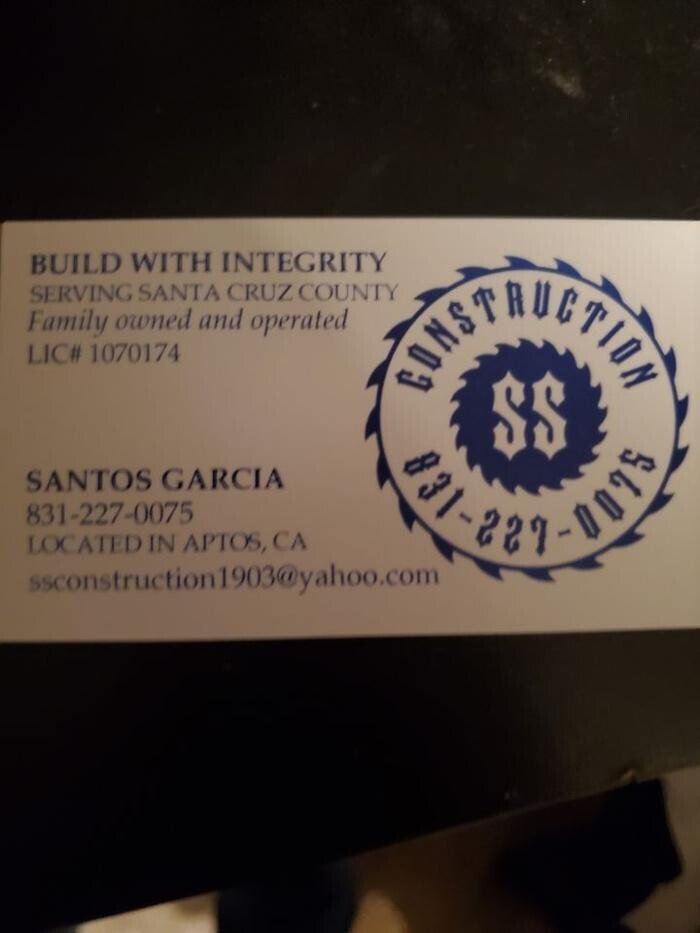 BUILD WITH INTEGRITY
SERVING SANTA CRUZ COUNTY
Family owned and operated
LIC# 1070174
CONSTRUCTION
SS
831-227-0075
SANTOS GARCIA
831-227-0075
LOCATED IN APTOS, CA
ssconstruction1903@yahoo.com